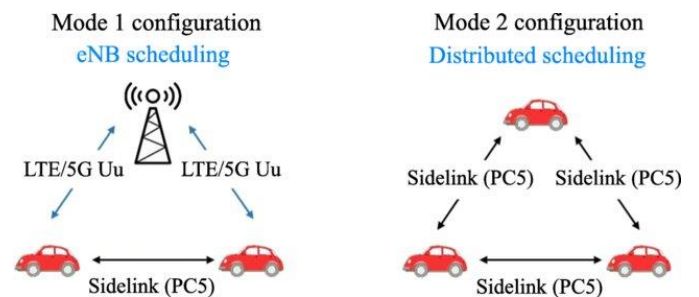 Mode 1 configuration
eNB scheduling
LTE/5G Uu
LTE/5G Uu
Sidelink (PC5)
Mode 2 configuration
Distributed scheduling
Sidelink (PC5)
Sidelink (PC5)
Sidelink (PC5)